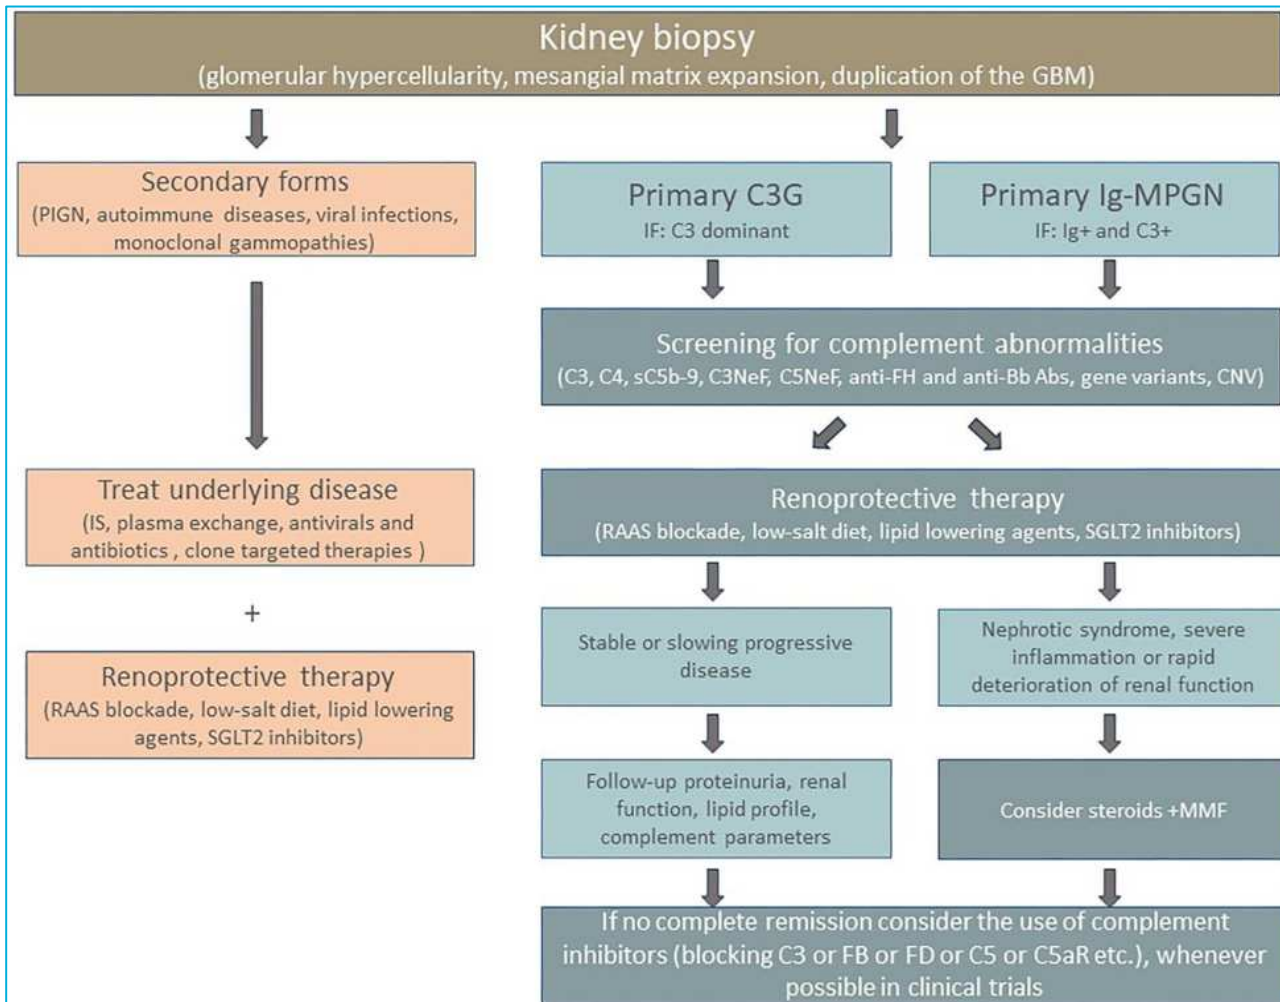 Kidney biopsy
(glomerular hypercellularity, mesangial matrix expansion, duplication of the GBM)
Secondary forms
(PIGN, autoimmune diseases, viral infections,
monoclonal gammopathies)
Primary C3G
IF: C3 dominant
Primary Ig-MPGN
IF: Ig+ and C3+
Screening for complement abnormalities
(C3, C4, sC5b-9, C3NeF, C5NeF, anti-FH and anti-Bb Abs, gene variants, CNV)
Treat underlying disease
(IS, plasma exchange, antivirals and
antibiotics , clone targeted therapies )
+
Renoprotective therapy
(RAAS blockade, low-salt diet, lipid lowering
agents, SGLT2 inhibitors)
Renoprotective therapy
(RAAS blockade, low-salt diet, lipid lowering agents, SGLT2 inhibitors)
Stable or slowing progressive
disease
Nephrotic syndrome, severe
inflammation or rapid
deterioration of renal function
Follow-up proteinuria, renal
function, lipid profile,
complement parameters
Consider steroids +MMF
If no complete remission consider the use of complement
inhibitors (blocking C3 or FB or FD or C5 or C5aR etc.), whenever
possible in clinical trials